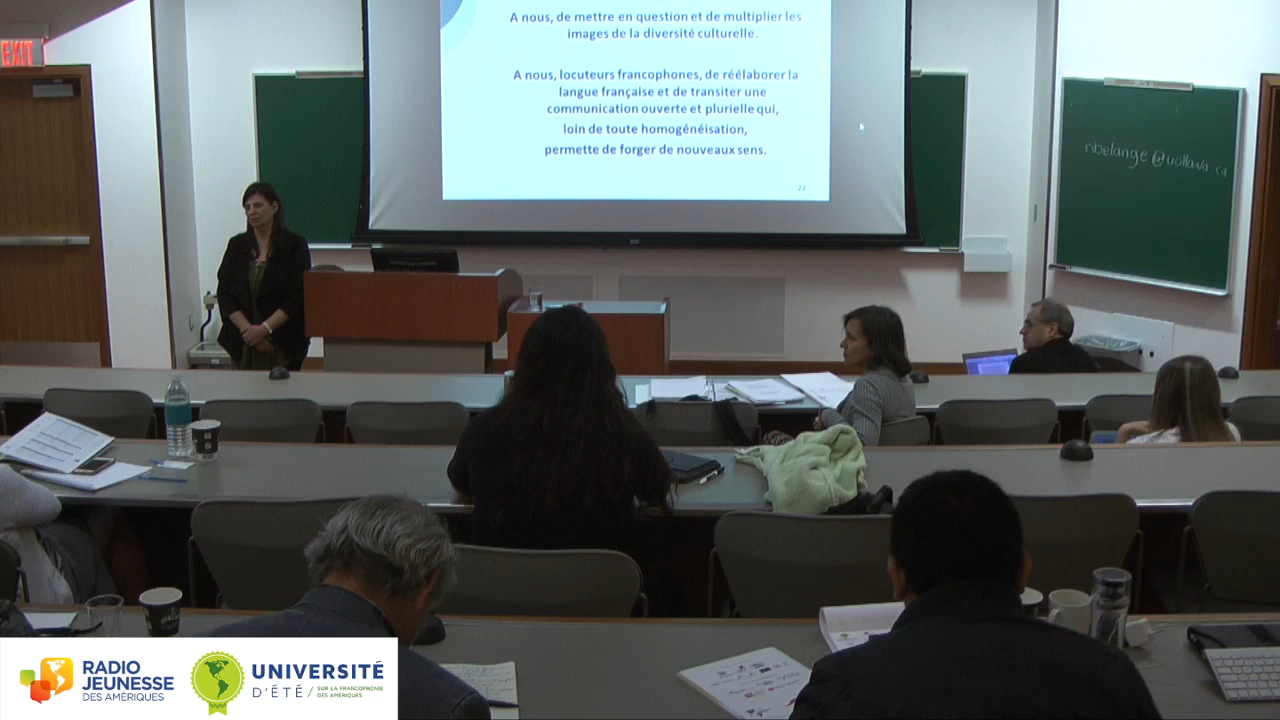 EXIT
A nous, de mettre en question et de multiplier les
images de la diversité culturelle.
A nous, locuteurs francophones, de réélaborer la
langue française et de transiter une
communication ouverte et plurielle qui,
loin de toute homogénéisation,
permette de forger de nouveaux sens.
22
nbelange@uottawa.ca
RADIO
JEUNESSE
DES AMÉRIQUES
UNIVERSITÉ
D'ÉTÉ/ SUR LA FRANCOPHONIE
DES AMÉRIQUES